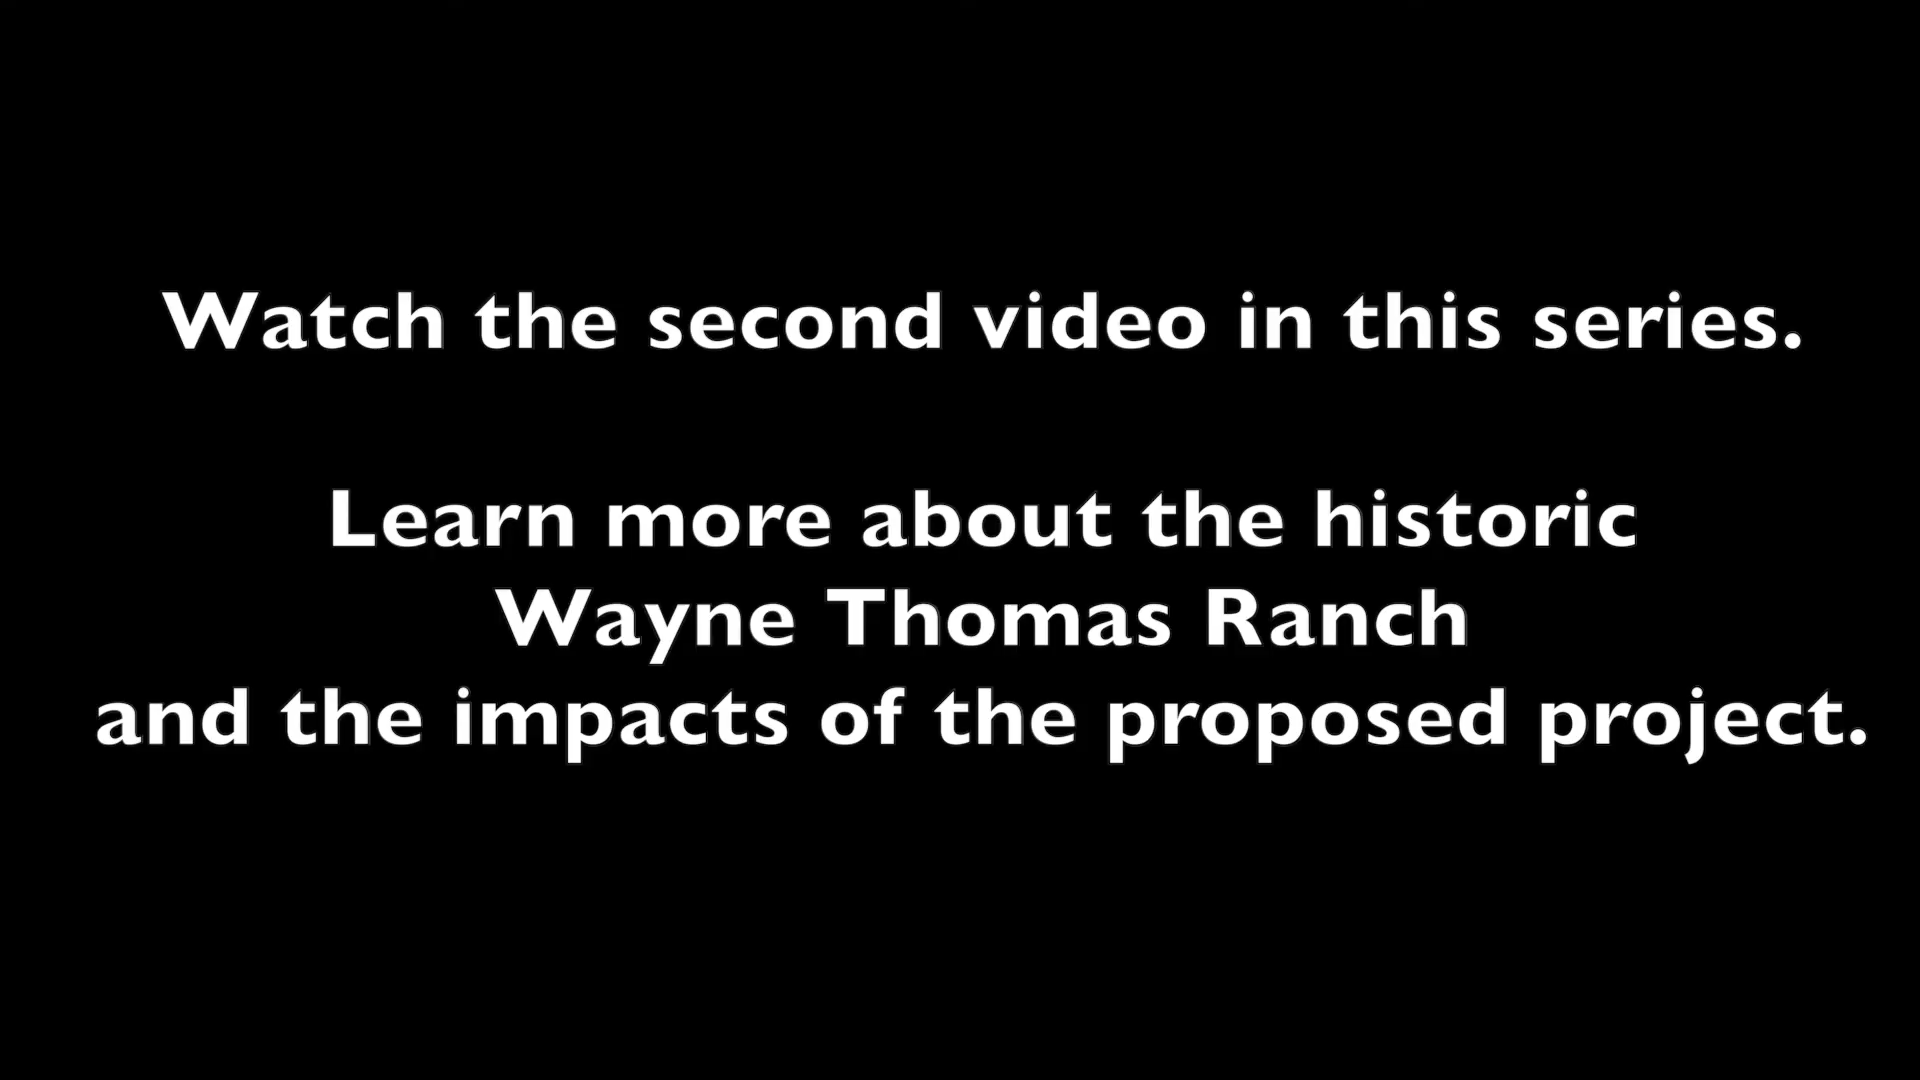 Watch the second video in this series.
Learn more about the historic
Wayne Thomas Ranch
and the impacts of the proposed project.